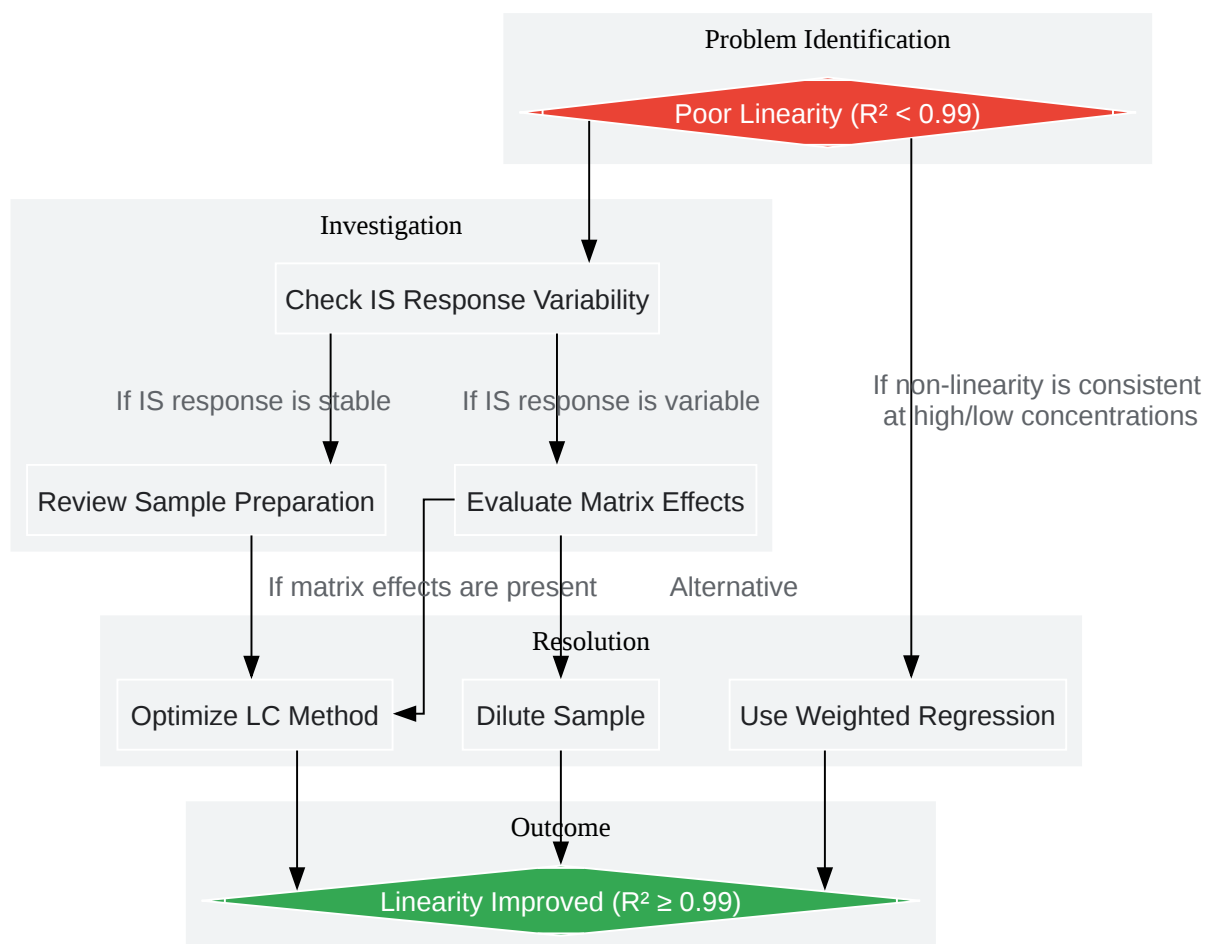 Problem Identification
Poor Linearity (R² < 0.99)
Investigation
Check IS Response Variability
If IS response is stable
If IS response is variable
If non-linearity is consistent
at high/low concentrations
Review Sample Preparation
Evaluate Matrix Effects
If matrix effects are present
Alternative
Resolution
Optimize LC Method
Dilute Sample
Use Weighted Regression
Outcome
Linearity Improved (R² ≥ 0.99)